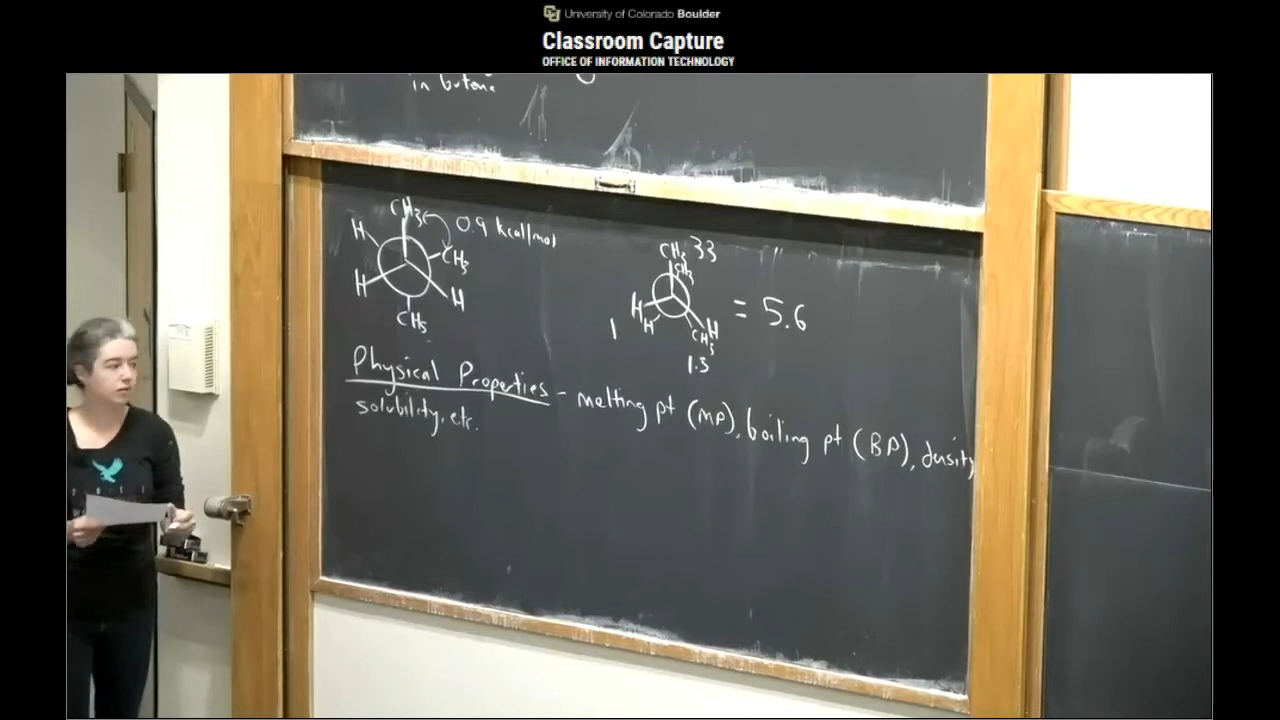 University of Colorado Boulder
Classroom Capture
OFFICE OF INFORMATION TECHNOLOGY
in butane
CH3
H
0.9 kcal/mol
CH3
H
H
CH3
CH3 3.3
CH3
H
H
H
CH3
1
1.3
= 5.6
Physical Properties - melting pt (MP), boiling pt (BP), density
solubility, etc.